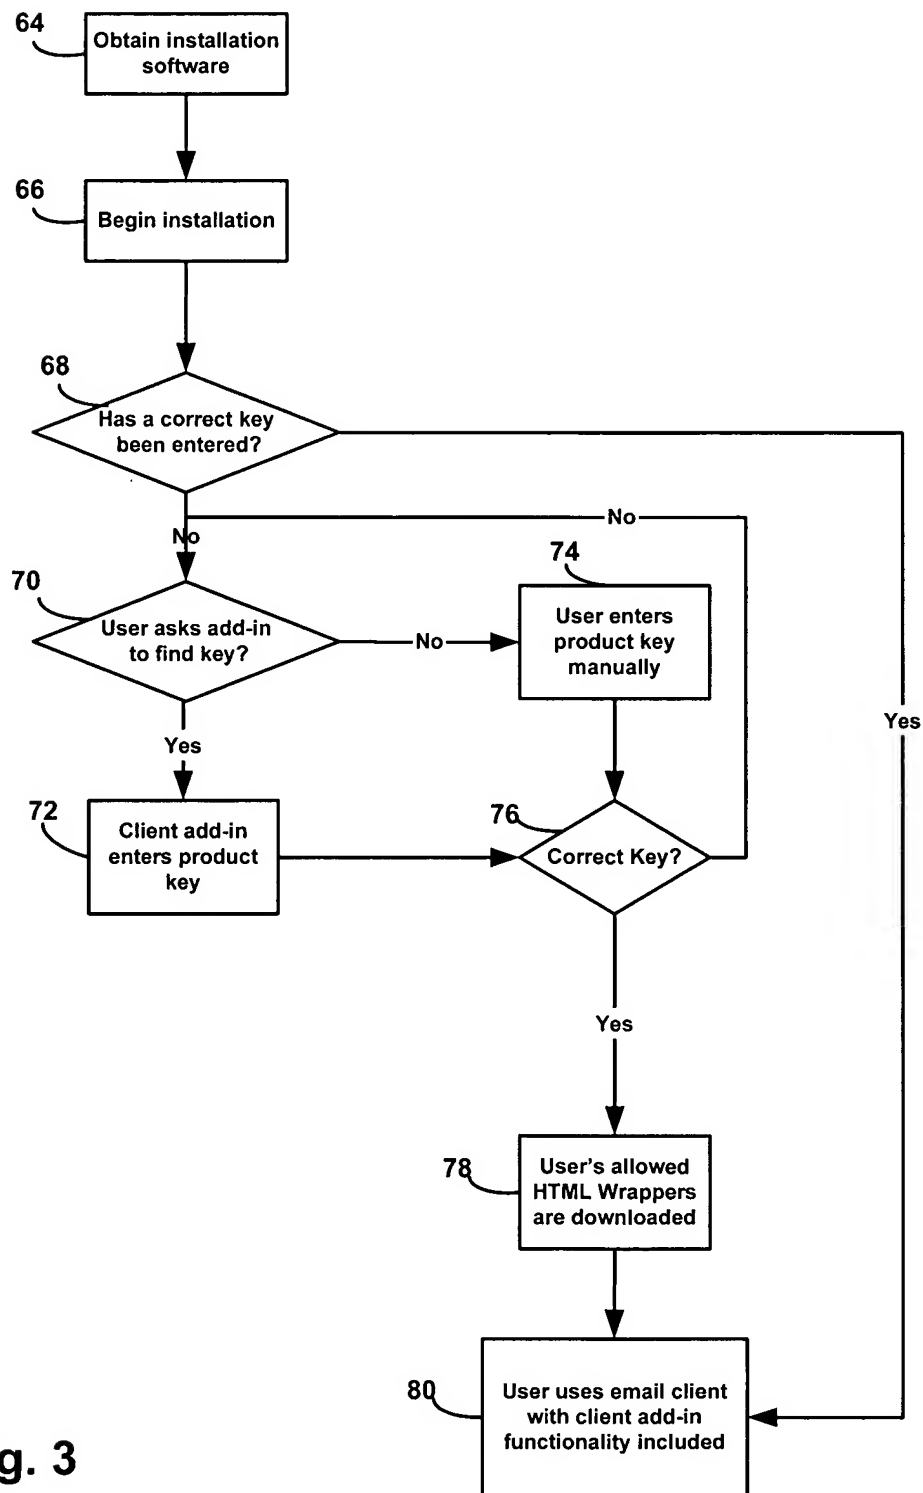 64
Obtain installation
software
66
Begin installation
68
Has a correct key
been entered?
No
No
70
User asks add-in
to find key?
No
74
User enters
product key
manually
Yes
Yes
72
Client add-in
enters product
key
76
Correct Key?
Yes
78
User's allowed
HTML Wrappers
are downloaded
80
User uses email client
with client add-in
functionality included
g. 3